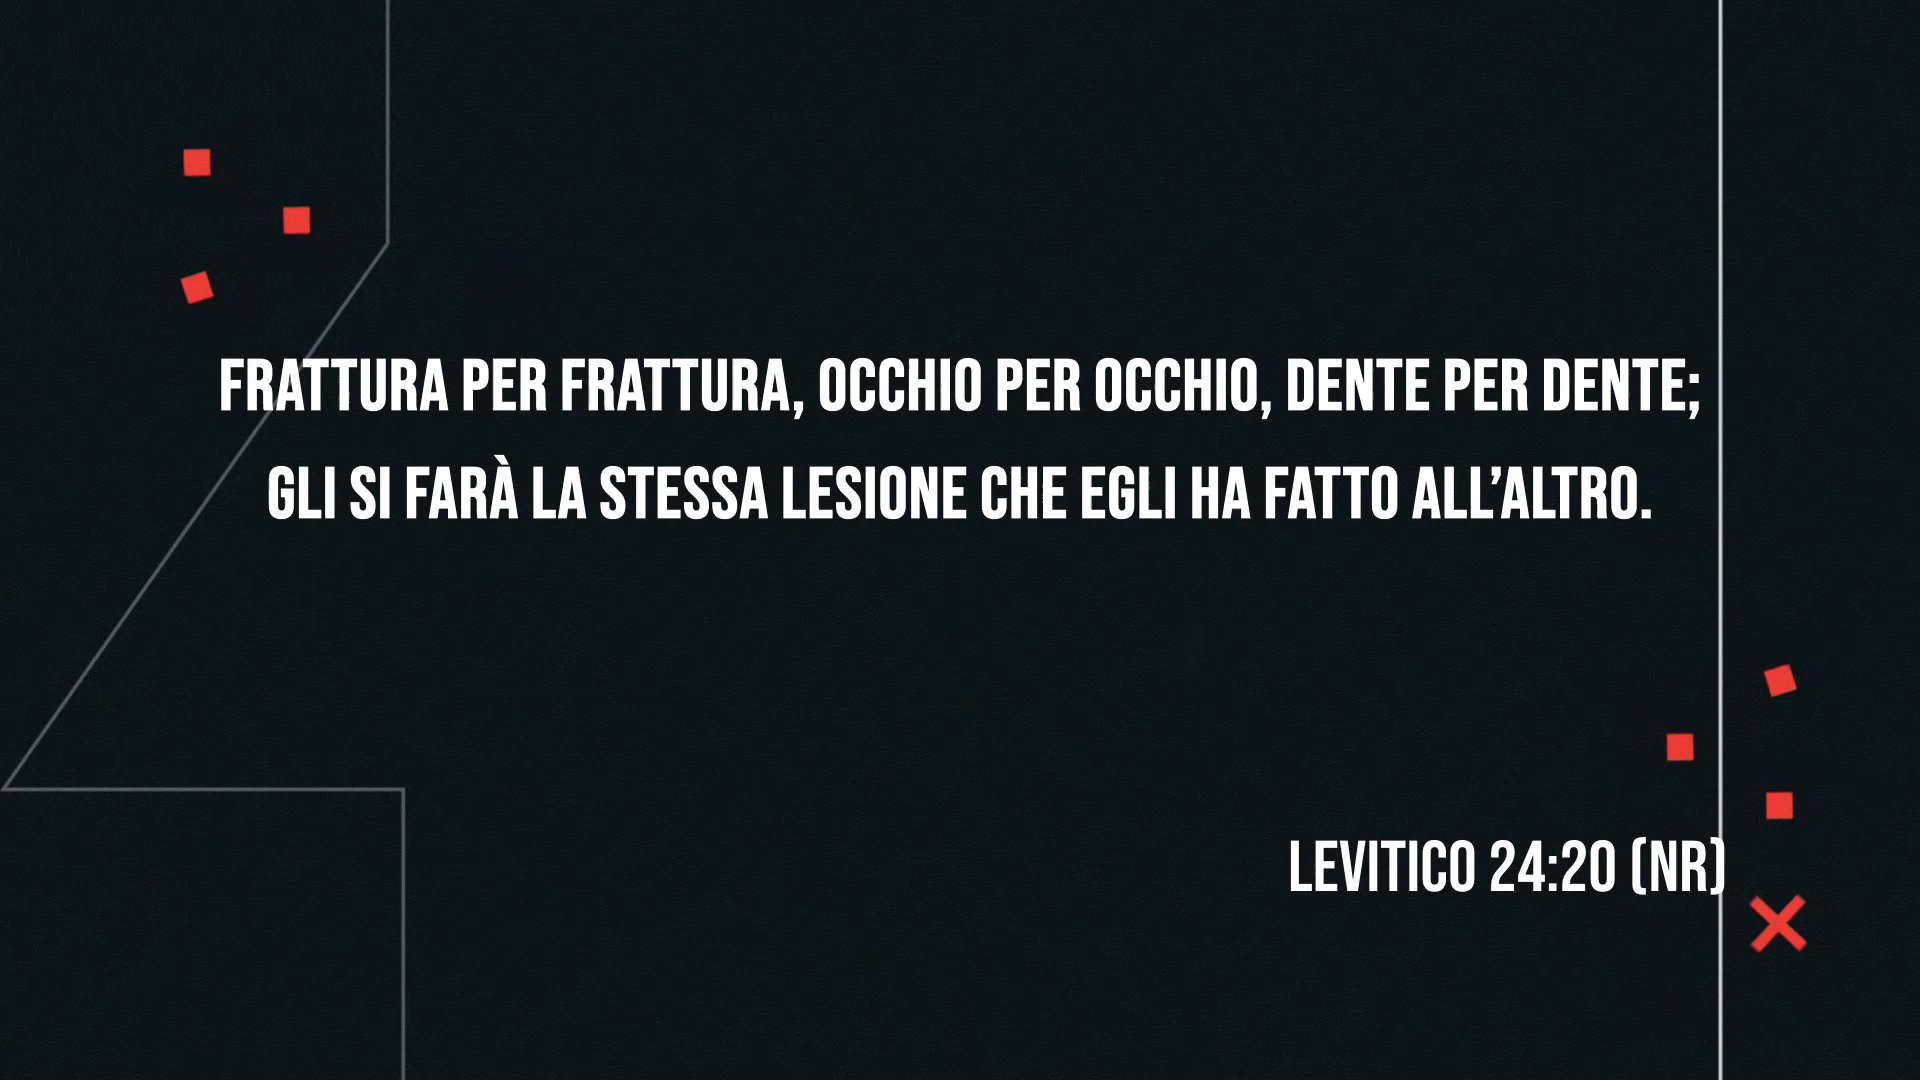 FRATTURA PER FRATTURA, OCCHIO PER OCCHIO, DENTE PER DENTE;
GLI SI FARÀ LA STESSA LESIONE CHE EGLI HA FATTO ALL’ALTRO.
LEVITICO 24:20 (NR)